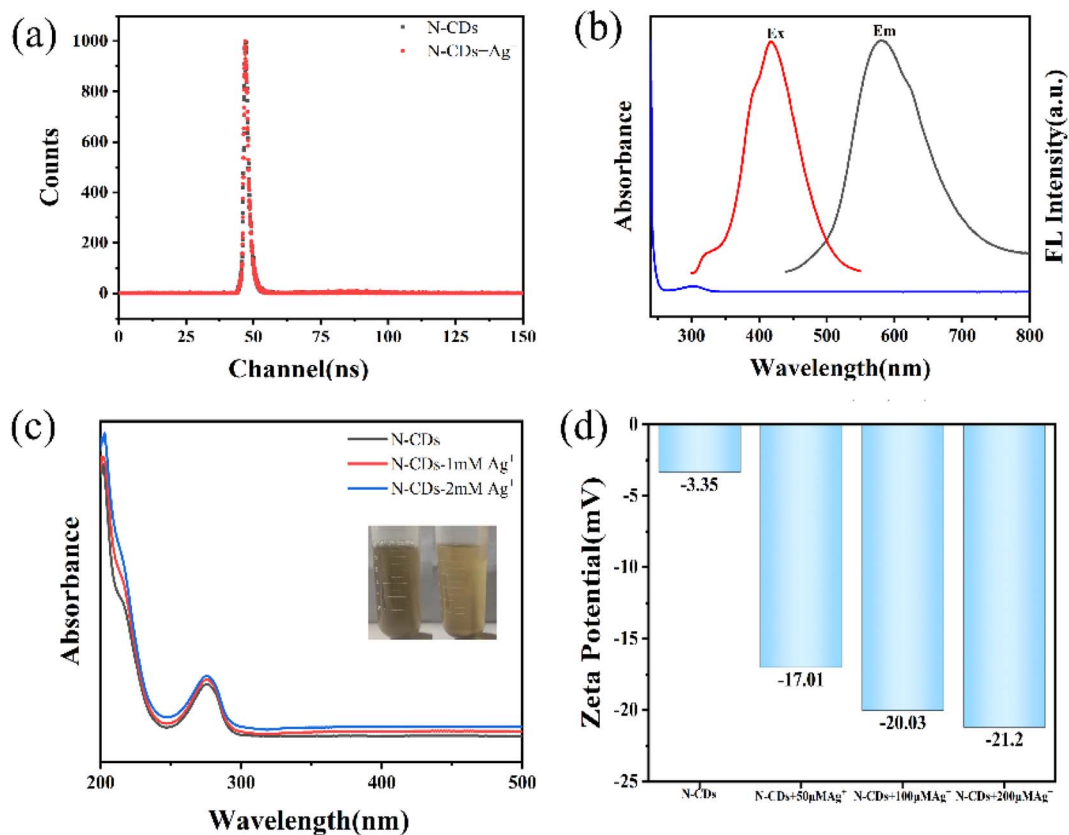 (a)
N-CDs
N-CDs−Ag
Counts
1000
800
600
400
200
0
0 25 50 75 100 125 150
Channel(ns)
(b)
Ex
Em
Absorbance
FL Intensity(a.u.)
300 400 500 600 700 800
Wavelength(nm)
(c)
N-CDs
N-CDs-1mM Ag⁺
N-CDs-2mM Ag⁺
Absorbance
200 300 400 500
Wavelength(nm)
(d)
Zeta Potential(mV)
0
-5
-10
-15
-20
-25
-3.35
-17.01
-20.03
-21.2
N-CDs N-CDs+50μMAg⁺ N-CDs+100μMAg⁻ N-CDs+200μMAg⁻